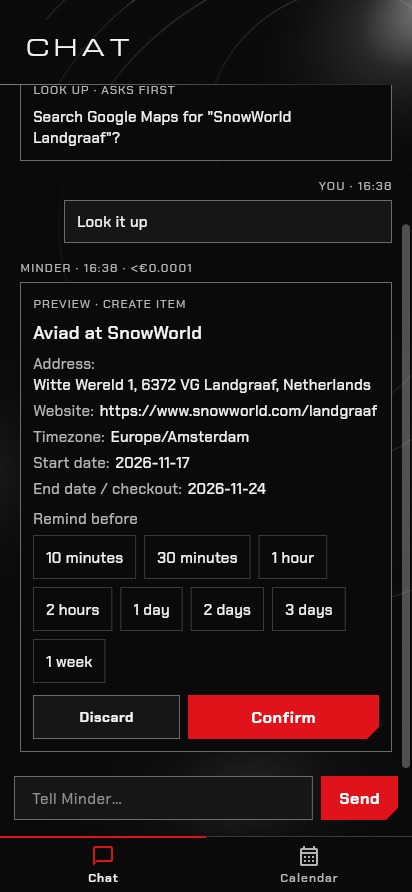 CHAT
LOOK UP · ASKS FIRST
Search Google Maps for "SnowWorld
Landgraaf"?
YOU · 16:38
Look it up
MINDER · 16:38 · <€0.0001
PREVIEW · CREATE ITEM
Aviad at SnowWorld
Address:
Witte Wereld 1, 6372 VG Landgraaf, Netherlands
Website: https://www.snowworld.com/landgraaf
Timezone: Europe/Amsterdam
Start date: 2026-11-17
End date / checkout: 2026-11-24
Remind before
10 minutes 30 minutes 1 hour
2 hours 1 day 2 days 3 days
1 week
Discard Confirm
Tell Minder… Send
Chat Calendar